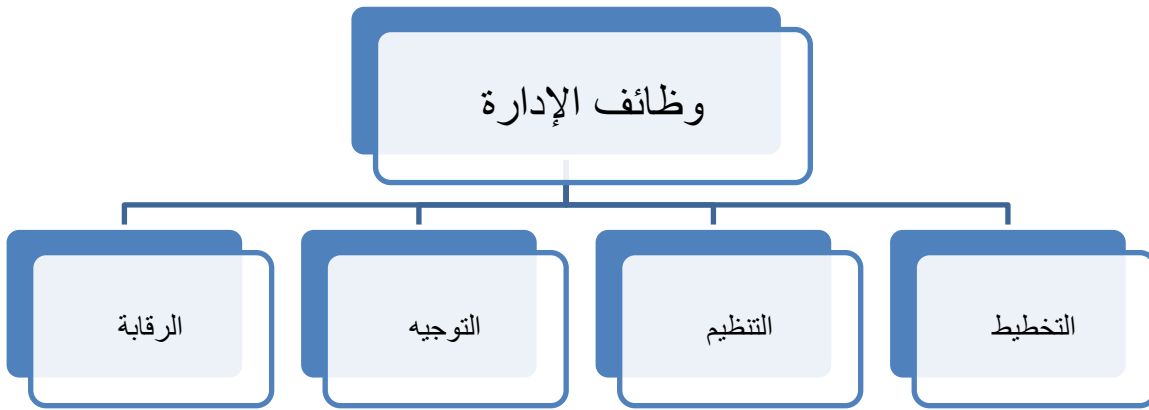 وظائف الإدارة
التخطيط
التنظيم
التوجيه
الرقابة